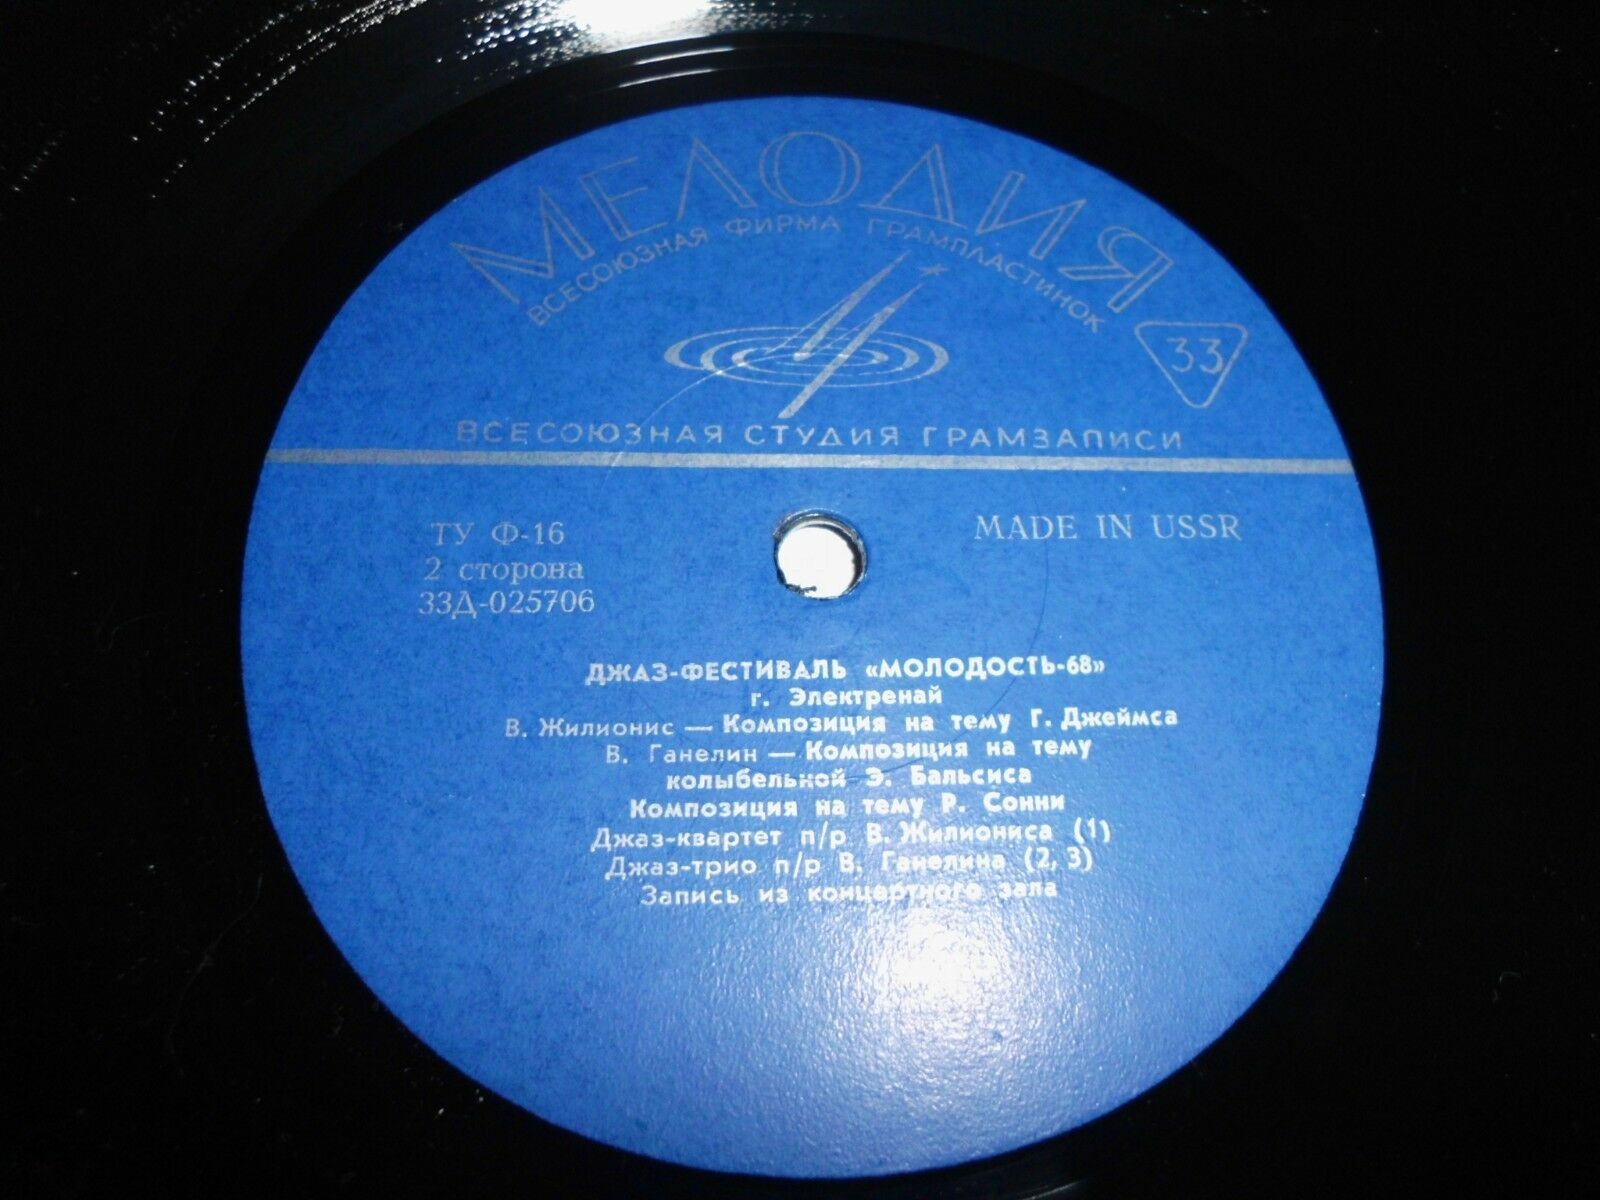 МЕЛОДИЯ
ВСЕСОЮЗНАЯ ФИРМА ГРАМПЛАСТИНОК
33
ВСЕСОЮЗНАЯ СТУДИЯ ГРАМЗАПИСИ
ТУ Ф-16
MADE IN USSR
2 сторона
33Д-025706
ДЖАЗ-ФЕСТИВАЛЬ «МОЛОДОСТЬ-68»
г. Электренай
В. Жилионис — Композиция на тему Г. Джеймса
В. Ганелин — Композиция на тему
колыбельной Э. Бальсиса
Композиция на тему Р. Сонни
Джаз-квартет п/р В. Жилиониса (1)
Джаз-трио п/р В. Ганелина (2, 3)
Запись из концертного зала